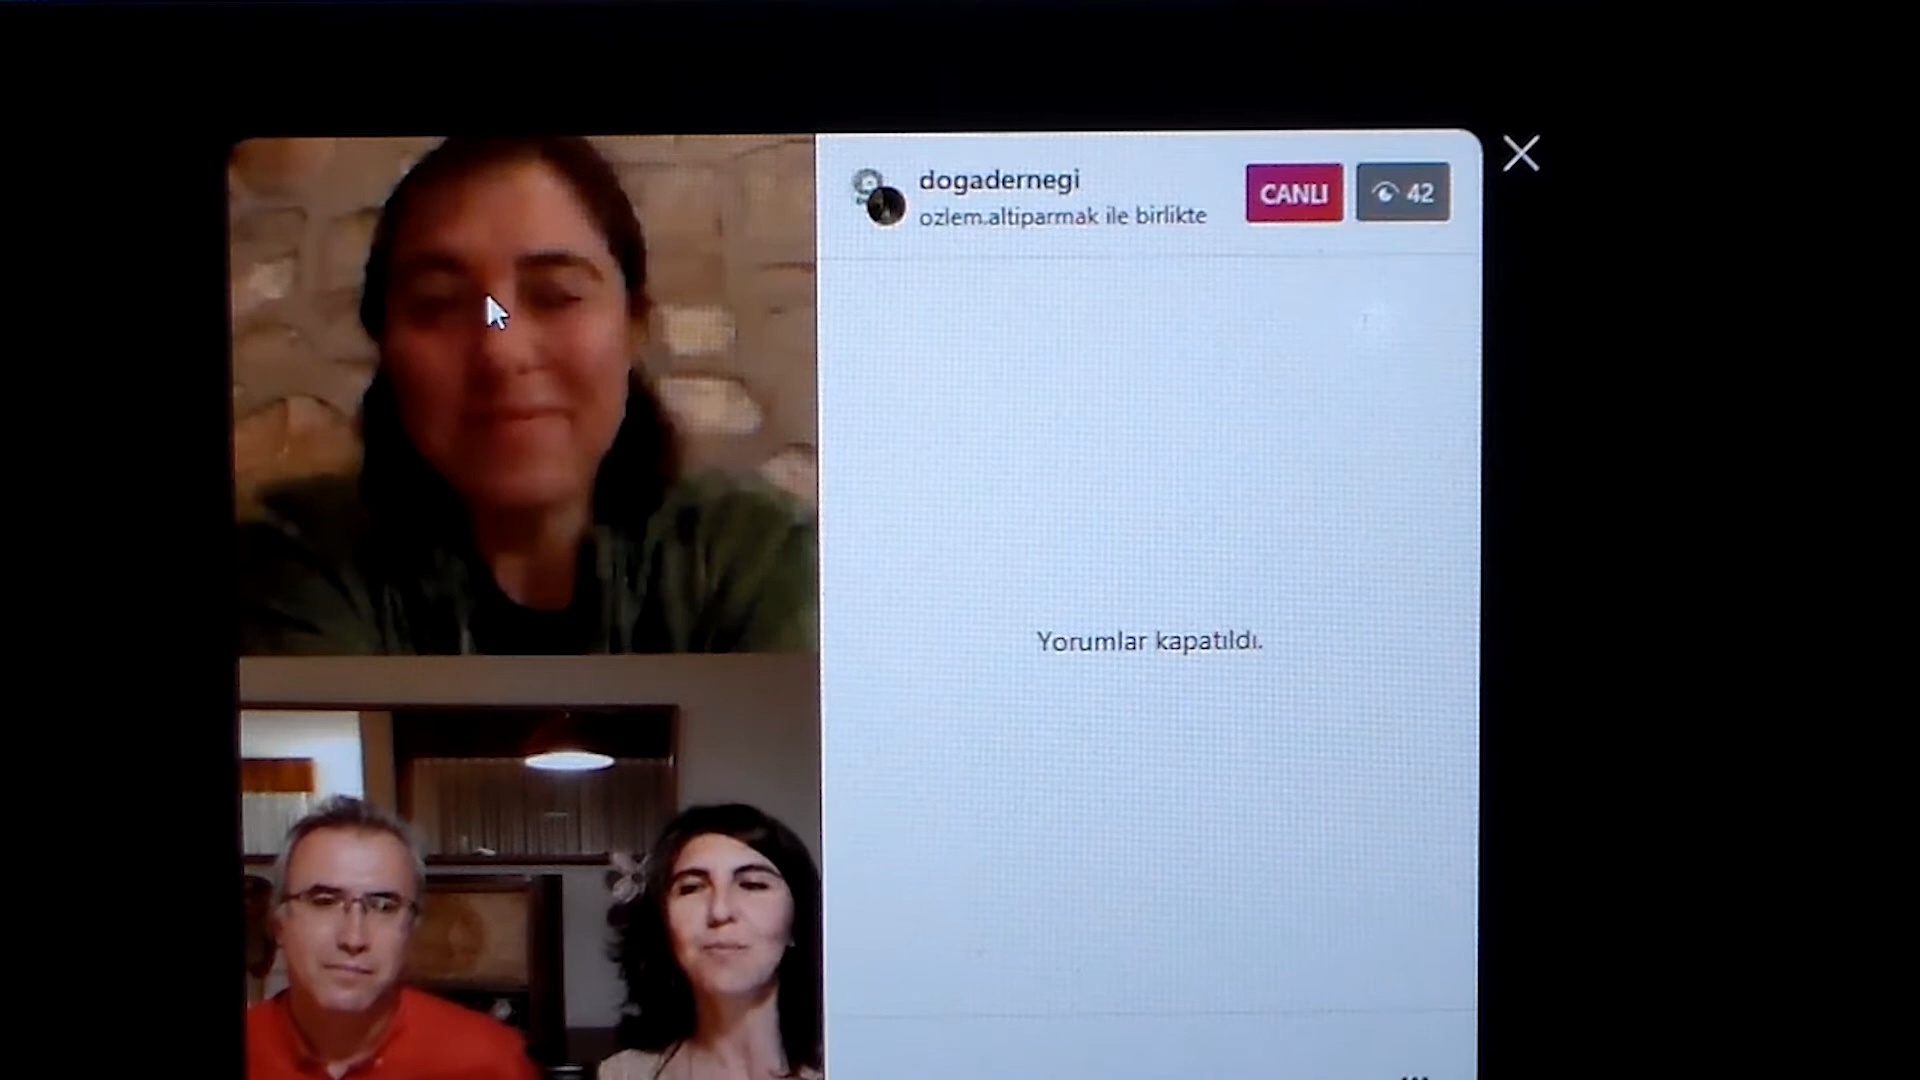 dogadernegi
ozlem.altiparmak ile birlikte
CANLI
42
Yorumlar kapatıldı.